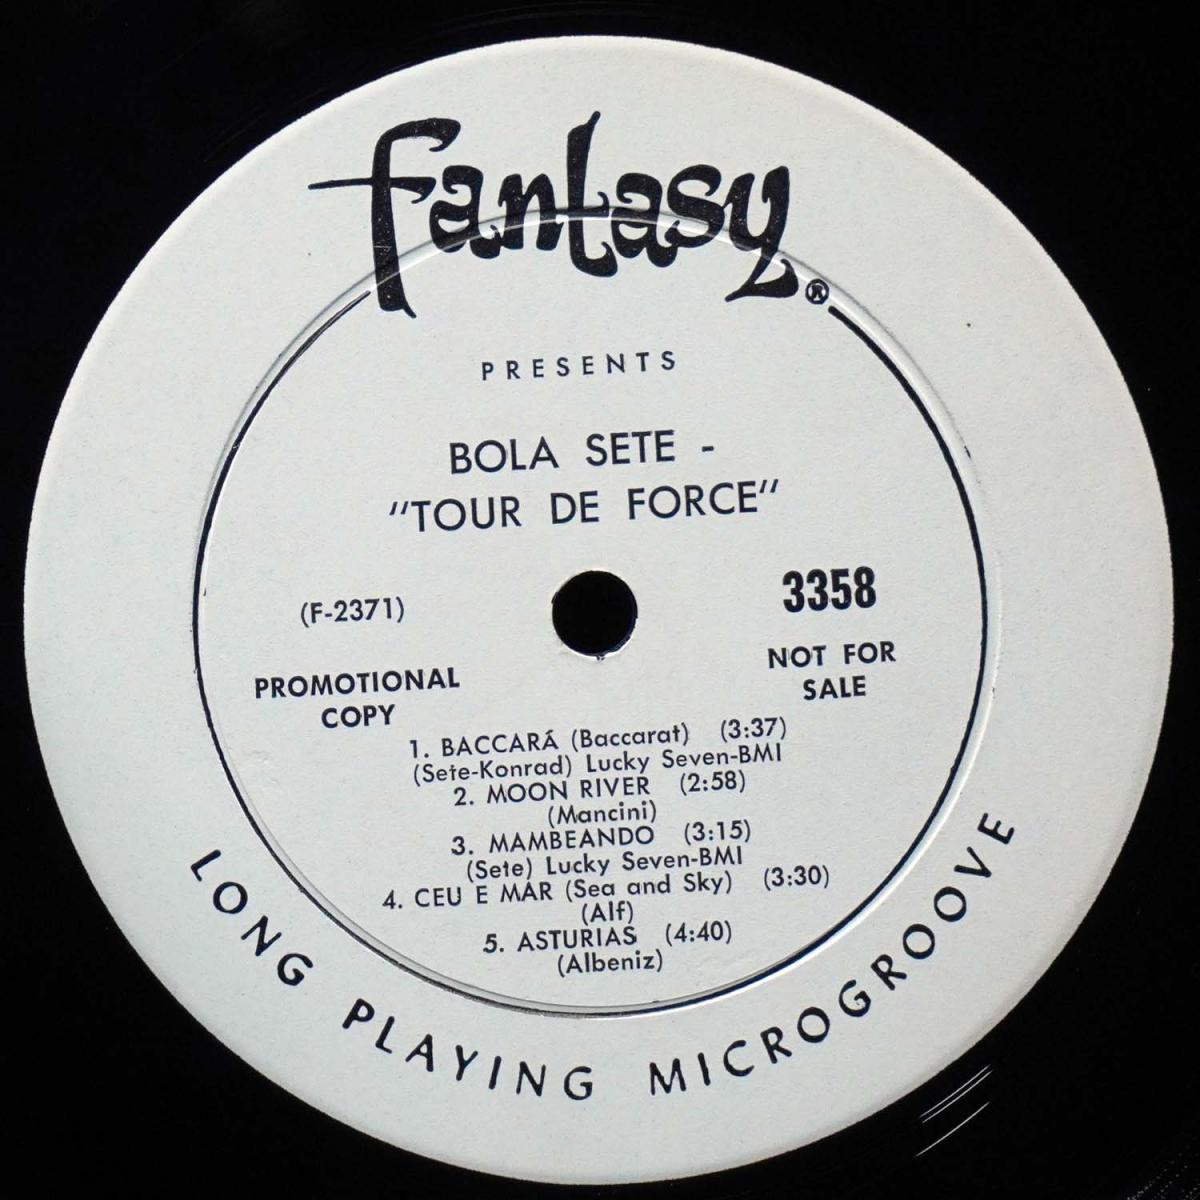 fantasy®
PRESENTS
BOLA SETE -
"TOUR DE FORCE"
(F-2371)
3358
PROMOTIONAL
COPY
NOT FOR
SALE
1. BACCARÁ (Baccarat) (3:37)
(Sete-Konrad) Lucky Seven-BMI
2. MOON RIVER (2:58)
(Mancini)
3. MAMBEANDO (3:15)
(Sete) Lucky Seven-BMI
4. CEU E MAR (Sea and Sky) (3:30)
(Alf)
5. ASTURIAS (4:40)
(Albeniz)
LONG PLAYING MICROGROOVE